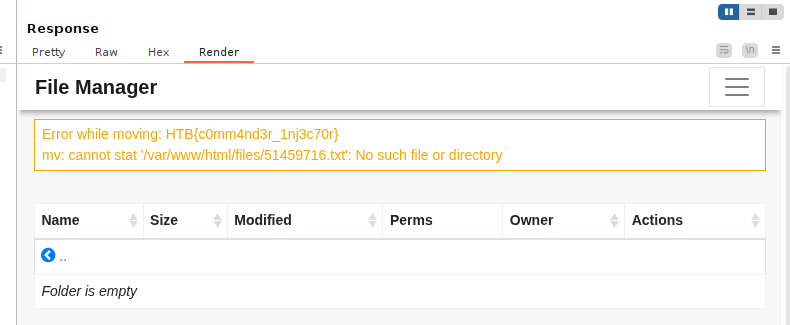 Response
Pretty Raw Hex Render
\n
File Manager
Error while moving: HTB{c0mm4nd3r_1nj3c70r}
mv: cannot stat '/var/www/html/files/51459716.txt': No such file or directory
Name Size Modified Perms Owner Actions
..
Folder is empty